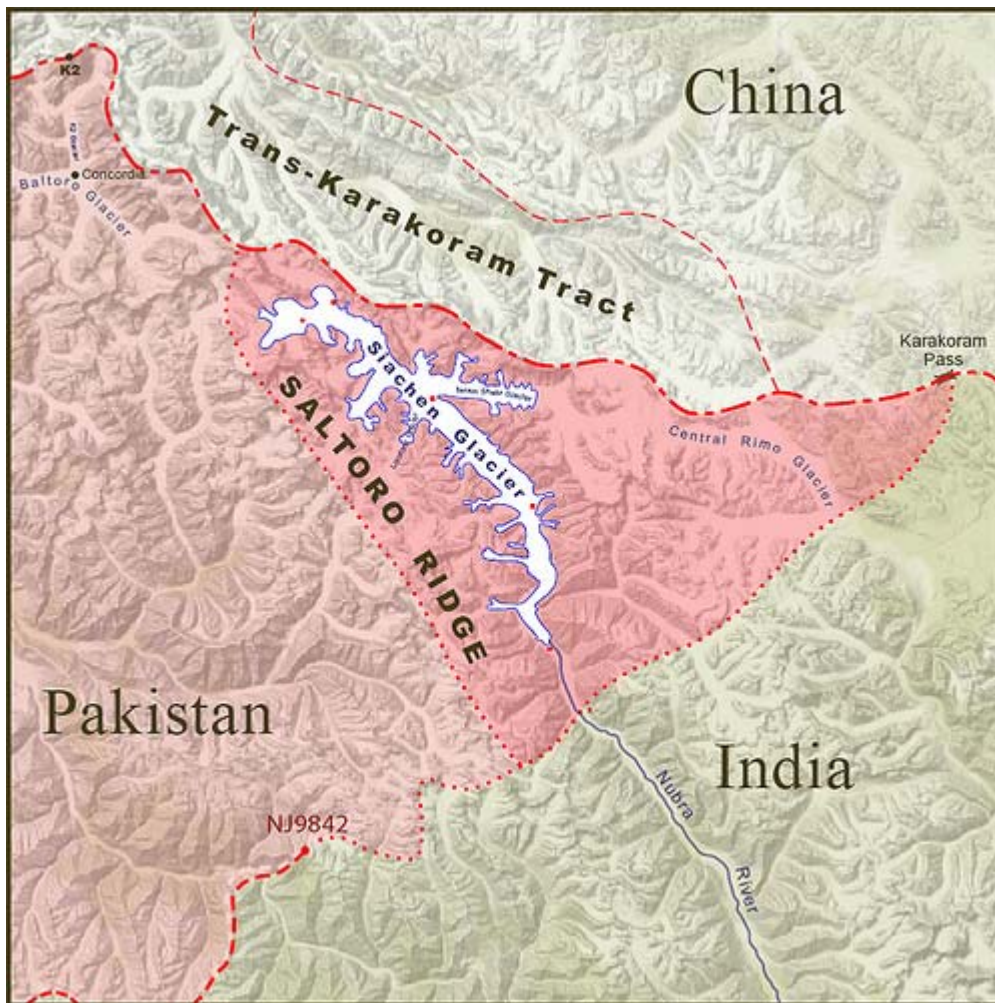 K2
China
Trans-Karakoram Tract
Concordia
Baltoro Glacier
Karakoram
Pass
Siachen Glacier
SALTORO RIDGE
Central Rimo Glacier
Pakistan
India
Nubra
River
NJ9842